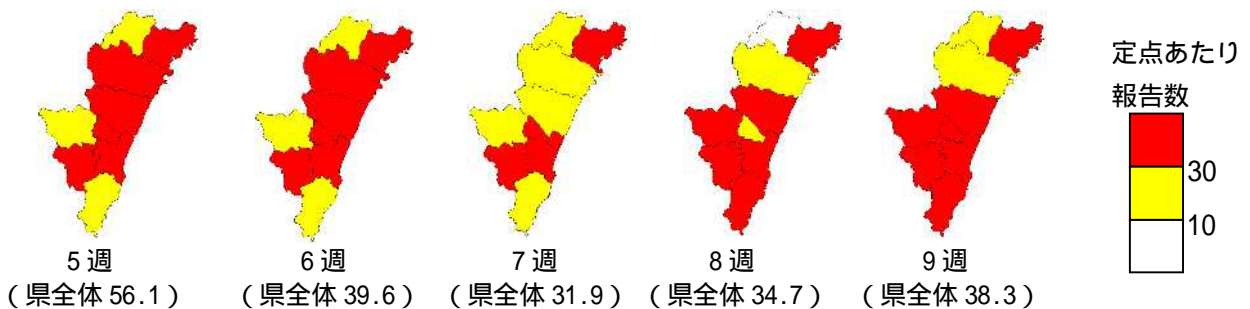 5週
(県全体 56.1)
6週
(県全体 39.6)
7週
(県全体 31.9)
8週
(県全体 34.7)
9週
(県全体 38.3)
定点あたり
報告数
30
10